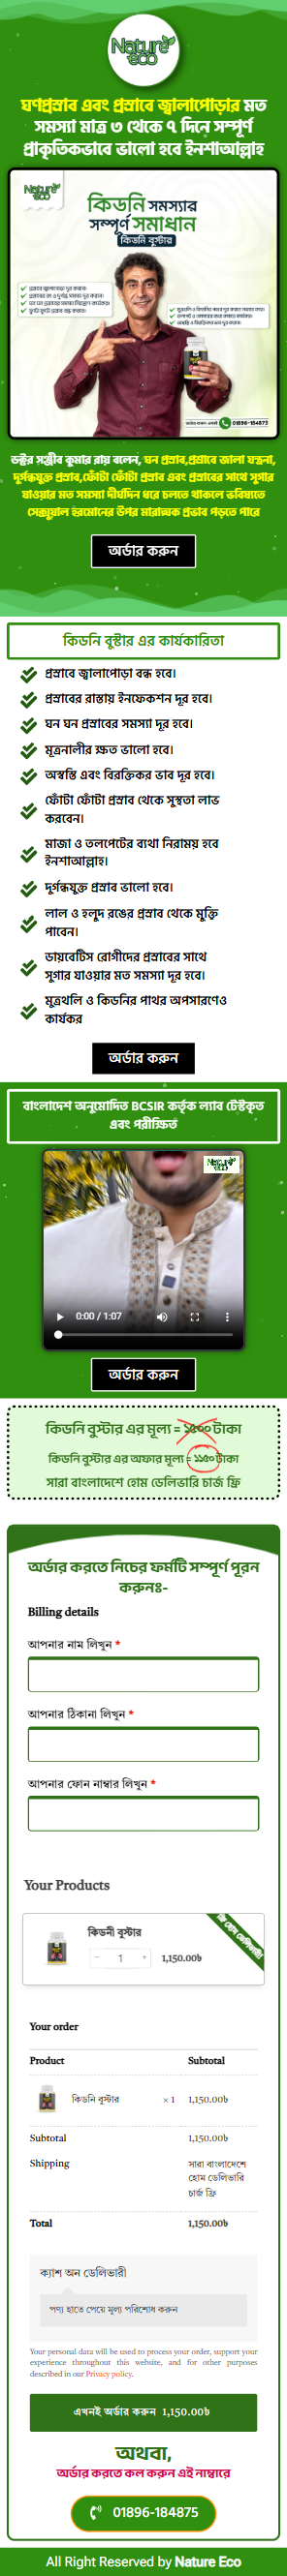 Nature
eco
ঘণপ্রস্রাব এবং প্রস্রাবে জ্বালাপোড়ার মত
সমস্যা মাত্র ৩ থেকে ৭ দিনে সম্পূর্ণ
প্রাকৃতিকভাবে ভালো হবে ইনশাআল্লাহ
Nature
eco
কিডনি সমস্যার
সম্পূর্ণ সমাধান
কিডনি বুস্টার
01896-184875
ডক্টর সঞ্জীব কুমার রায় বলেন, ঘন প্রস্রাব,প্রশ্রাবে জালা যন্ত্রনা,
দুর্গন্ধযুক্ত প্রস্রাব,ফোঁটা ফোঁটা প্রস্রাব এবং প্রস্রাবের সাথে সুগার
যাওয়ার মত সমস্যা দীর্ঘদিন ধরে চলতে থাকলে ভবিষ্যতে
সেক্সুয়াল হরমোনের উপর মারাত্মক প্রভাব পড়তে পারে
অর্ডার করুন
কিডনি বুস্টার এর কার্যকারিতা
প্রস্রাবে জ্বালাপোড়া বন্ধ হবে।
প্রস্রাবের রাস্তায় ইনফেকশন দূর হবে।
ঘন ঘন প্রস্রাবের সমস্যা দূর হবে।
মূত্রনালীর ক্ষত ভালো হবে।
অস্বস্তি এবং বিরক্তিকর ভাব দূর হবে।
ফোঁটা ফোঁটা প্রস্রাব থেকে সুস্থতা লাভ
করবেন।
মাজা ও তলপেটের ব্যথা নিরাময় হবে
ইনশাআল্লাহ।
দুর্গন্ধযুক্ত প্রস্রাব ভালো হবে।
লাল ও হলুদ রঙের প্রস্রাব থেকে মুক্তি
পাবেন।
ডায়বেটিস রোগীদের প্রস্রাবের সাথে
সুগার যাওয়ার মত সমস্যা দূর হবে।
মূত্রথলি ও কিডনির পাথর অপসারণেও
কার্যকর
অর্ডার করুন
বাংলাদেশ অনুমোদিত BCSIR কর্তৃক ল্যাব টেস্টকৃত
এবং পরীক্ষিত
Nature
eco
0:00 / 1:07
অর্ডার করুন
কিডনি বুস্টার এর মূল্য = ১৫০০ টাকা
কিডনি বুস্টার এর অফার মূল্য = ১১৫০ টাকা
সারা বাংলাদেশে হোম ডেলিভারি চার্জ ফ্রি
অর্ডার করতে নিচের ফর্মটি সম্পূর্ণ পূরন
করুনঃ-
Billing details
আপনার নাম লিখুন *
আপনার ঠিকানা লিখুন *
আপনার ফোন নাম্বার লিখুন *
Your Products
কিডনী বুস্টার
- 1 + 1,150.00৳
Your order
Product Subtotal
কিডনি বুস্টার × 1 1,150.00৳
Subtotal 1,150.00৳
Shipping সারা বাংলাদেশে
হোম ডেলিভারি
চার্জ ফ্রি
Total 1,150.00৳
ক্যাশ অন ডেলিভারী
পণ্য হাতে পেয়ে মূল্য পরিশোধ করুন
Your personal data will be used to process your order, support your
experience throughout this website, and for other purposes
described in our Privacy policy.
এখনই অর্ডার করুন 1,150.00৳
অথবা,
অর্ডার করতে কল করুন এই নাম্বারে
01896-184875
All Right Reserved by Nature Eco